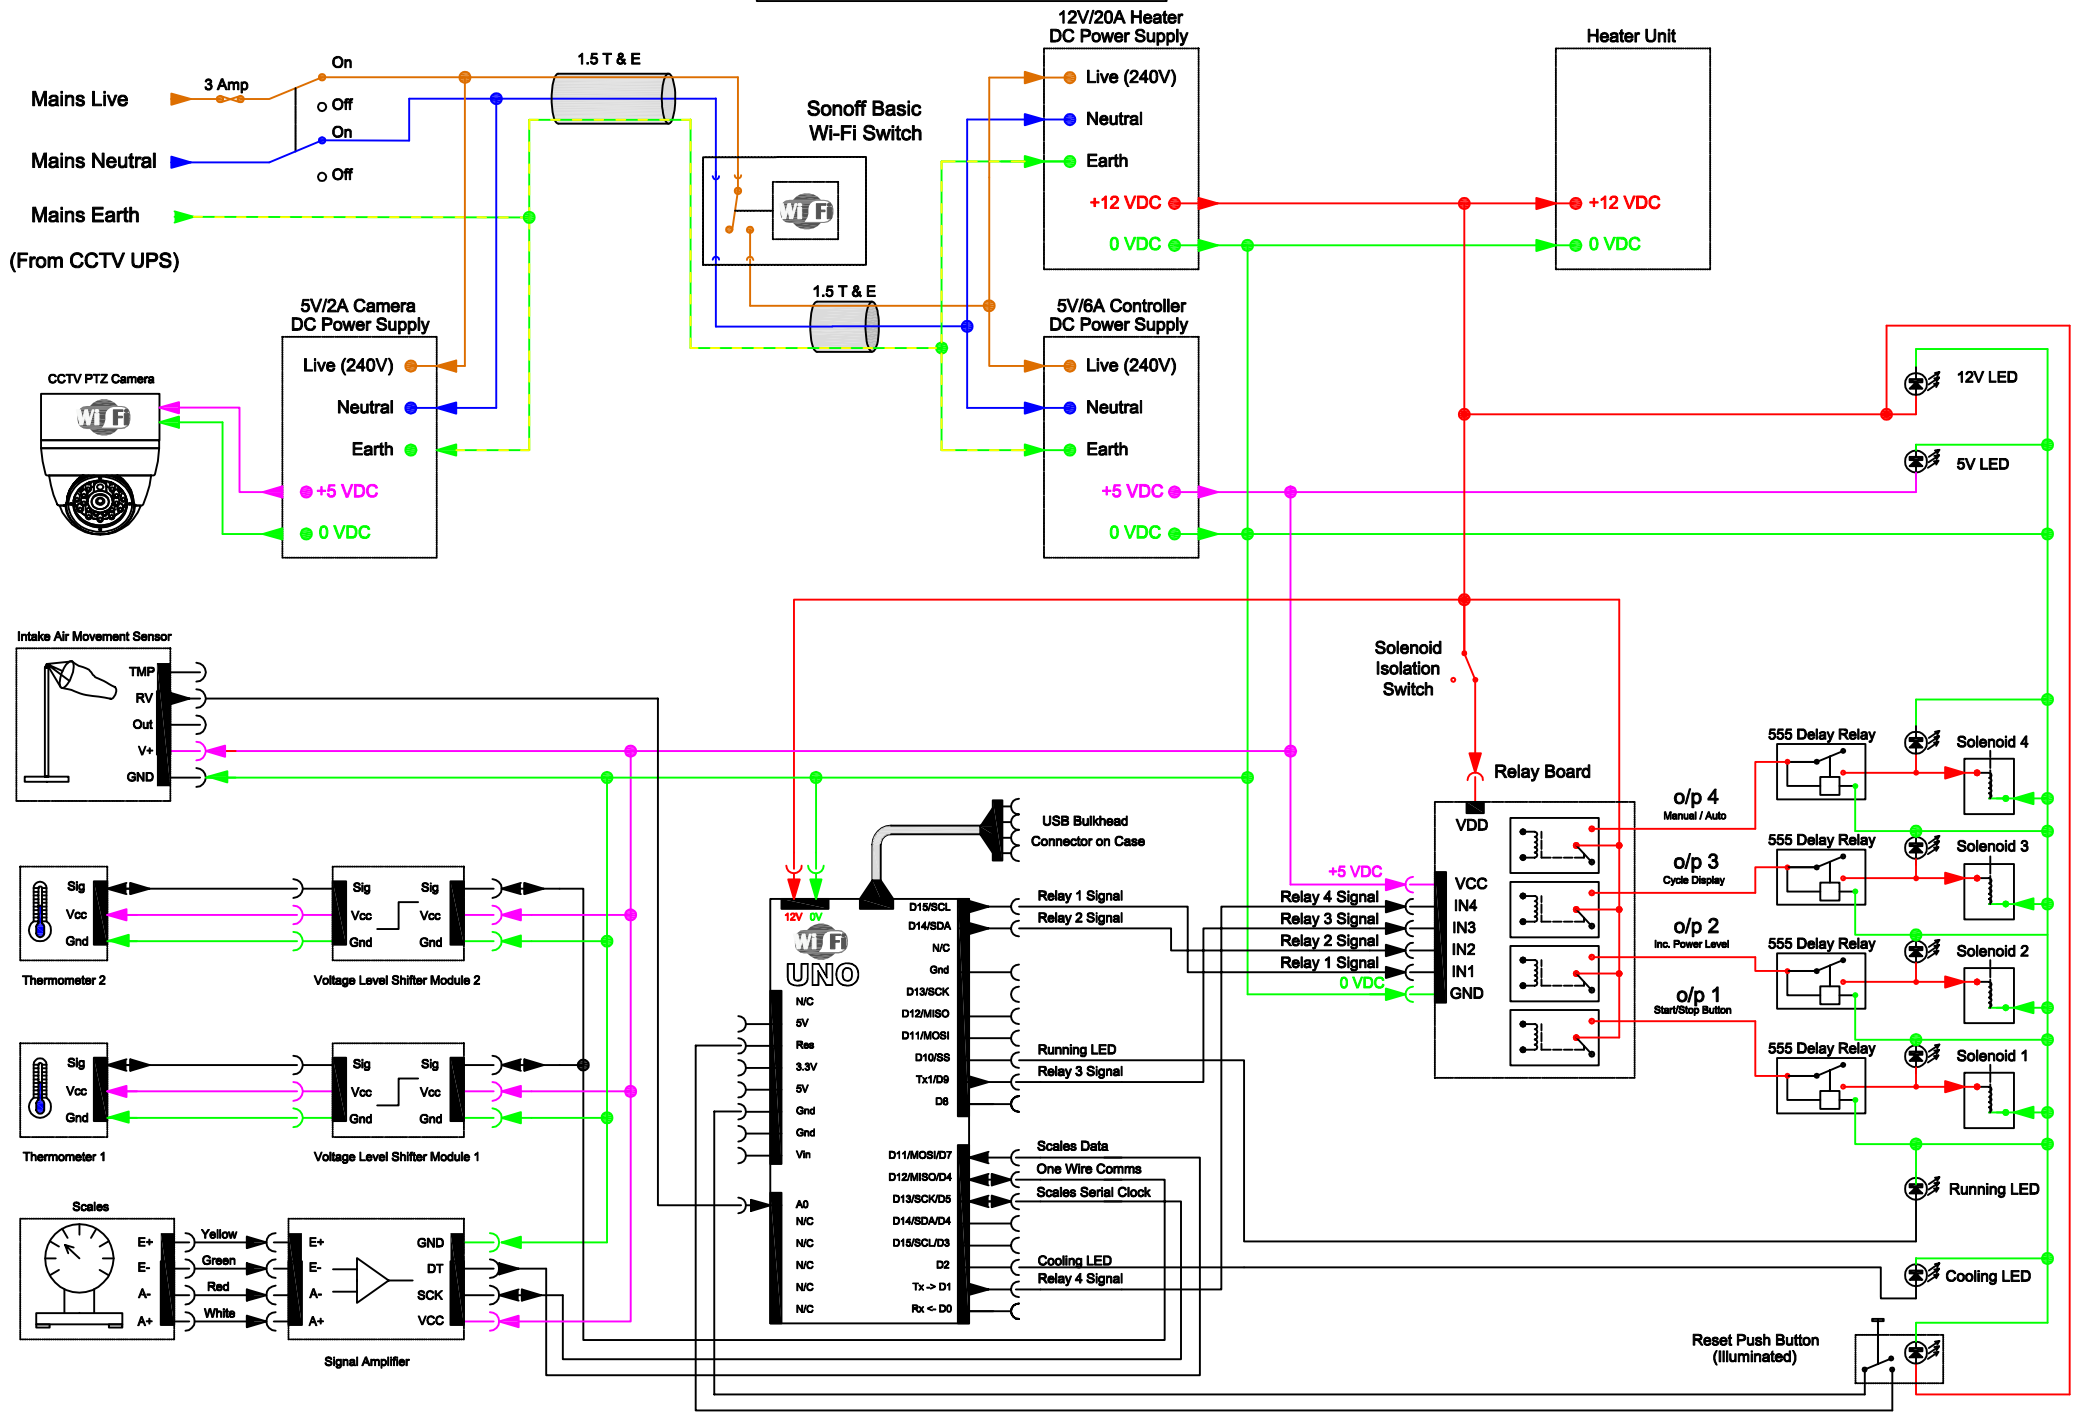 12V/20A Heater
DC Power Supply
Heater Unit
On
1.5 T & E
3 Amp
Mains Live
Off
Live (240V)
Sonoff Basic
Wi-Fi Switch
Neutral
On
Mains Neutral
Off
Earth
Wi Fi
+12 VDC
+12 VDC
Mains Earth
0 VDC
0 VDC
(From CCTV UPS)
1.5 T & E
5V/2A Camera
DC Power Supply
5V/6A Controller
DC Power Supply
Live (240V)
Live (240V)
CCTV PTZ Camera
12V LED
Wi Fi
Neutral
Neutral
Earth
Earth
5V LED
+5 VDC
+5 VDC
0 VDC
0 VDC
Intake Air Movement Sensor
TMP
RV
Out
V+
GND
Solenoid
Isolation
Switch
555 Delay Relay
Solenoid 4
Relay Board
o/p 4
Manual / Auto
VDD
USB Bulkhead
Connector on Case
555 Delay Relay
Solenoid 3
o/p 3
Cycle Display
+5 VDC
VCC
Relay 4 Signal
IN4
Relay 3 Signal
IN3
Relay 2 Signal
IN2
Relay 1 Signal
IN1
0 VDC
GND
o/p 2
Inc. Power Level
555 Delay Relay
Solenoid 2
o/p 1
Start/Stop Button
555 Delay Relay
Solenoid 1
Sig
Vcc
Gnd
Sig
Vcc
Gnd
Sig
Vcc
Gnd
Thermometer 2
Voltage Level Shifter Module 2
Sig
Vcc
Gnd
Sig
Vcc
Gnd
Sig
Vcc
Gnd
Thermometer 1
Voltage Level Shifter Module 1
12V
0V
Wi Fi
UNO
N/C
5V
Res
3.3V
5V
Gnd
Gnd
Vin
A0
N/C
N/C
N/C
N/C
N/C
D15/SCL
D14/SDA
N/C
Gnd
D13/SCK
D12/MISO
D11/MOSI
D10/SS
Tx1/D9
D8
D11/MOSI/D7
D12/MISO/D4
D13/SCK/D5
D14/SDA/D4
D15/SCL/D3
D2
Tx -> D1
Rx <- D0
Relay 1 Signal
Relay 2 Signal
Running LED
Relay 3 Signal
Scales Data
One Wire Comms
Scales Serial Clock
Cooling LED
Relay 4 Signal
Running LED
Cooling LED
Reset Push Button
(Illuminated)
Scales
E+
E-
A-
A+
Yellow
Green
Red
White
E+
E-
A-
A+
GND
DT
SCK
VCC
Signal Amplifier